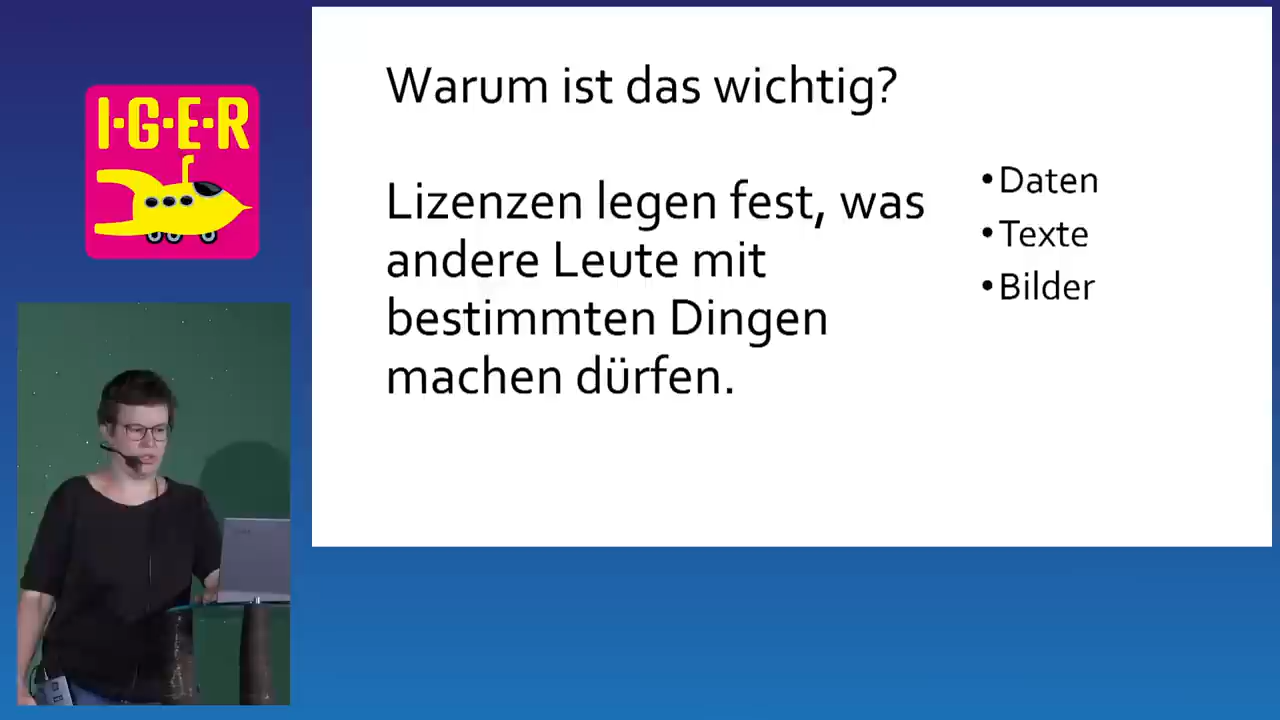 I·G·E·R
Warum ist das wichtig?
Lizenzen legen fest, was
andere Leute mit
bestimmten Dingen
machen dürfen.
•Daten
•Texte
•Bilder